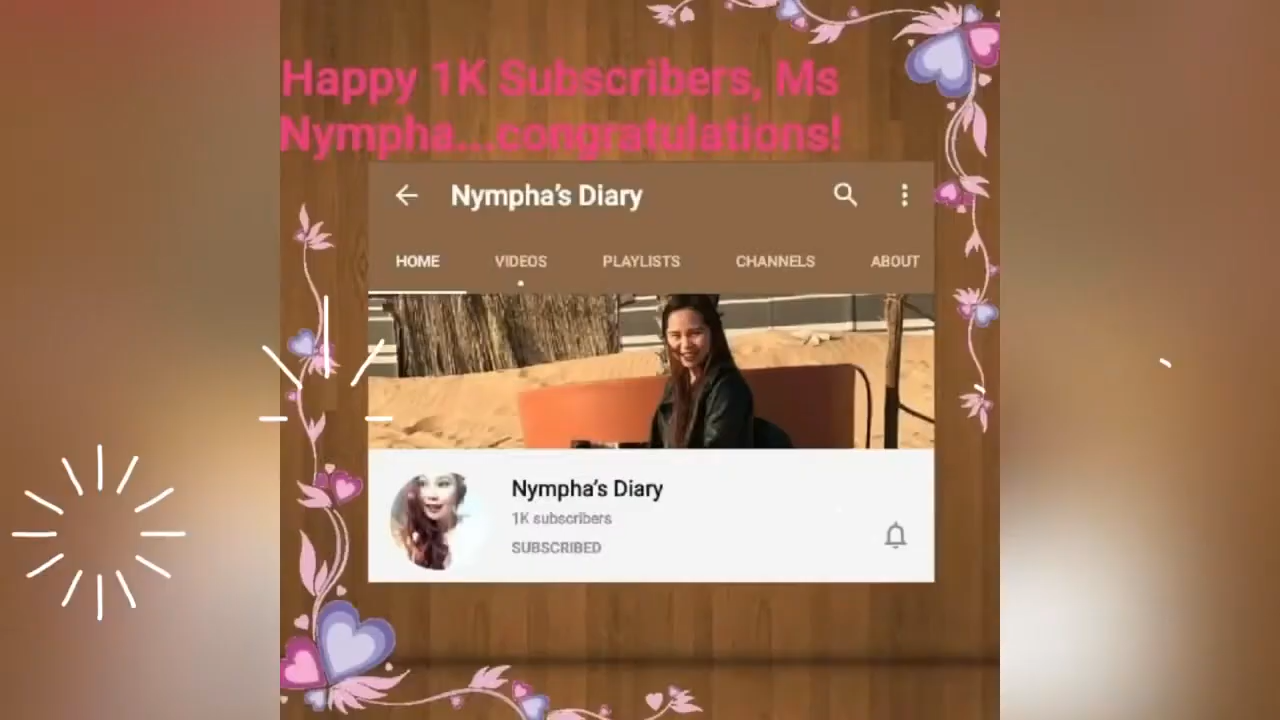 Happy 1K Subscribers, Ms
Nympha...congratulations!
Nympha's Diary
HOME VIDEOS PLAYLISTS CHANNELS ABOUT
Nympha's Diary
1K subscribers
SUBSCRIBED